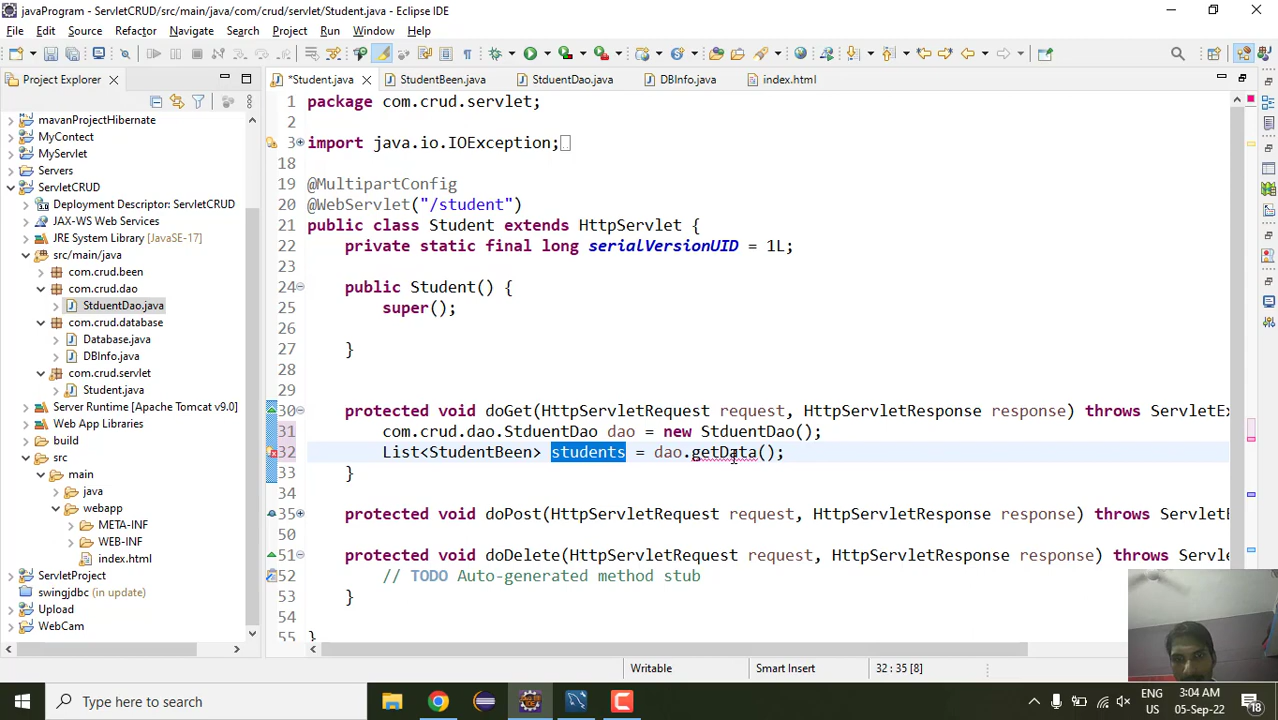 javaProgram - ServletCRUD/src/main/java/com/crud/servlet/Student.java - Eclipse IDE
File Edit Source Refactor Navigate Search Project Run Window Help
Project Explorer
*Student.java StudentBeen.java StduentDao.java DBInfo.java index.html
mavanProjectHibernate
MyContect
MyServlet
Servers
ServletCRUD
Deployment Descriptor: ServletCRUD
JAX-WS Web Services
JRE System Library [JavaSE-17]
src/main/java
com.crud.been
com.crud.dao
StduentDao.java
com.crud.database
Database.java
DBInfo.java
com.crud.servlet
Student.java
Server Runtime [Apache Tomcat v9.0]
Web App Libraries
build
src
main
java
webapp
META-INF
WEB-INF
index.html
ServletProject
swingjdbc (in update)
Upload
WebCam
1 package com.crud.servlet;
2
3 import java.io.IOException;
18
19 @MultipartConfig
20 @WebServlet("/student")
21 public class Student extends HttpServlet {
22 private static final long serialVersionUID = 1L;
23
24 public Student() {
25 super();
26
27 }
28
29
30 protected void doGet(HttpServletRequest request, HttpServletResponse response) throws ServletEx
31 com.crud.dao.StduentDao dao = new StduentDao();
32 List<StudentBeen> students = dao.getData();
33 }
34
35 protected void doPost(HttpServletRequest request, HttpServletResponse response) throws ServletE
50
51 protected void doDelete(HttpServletRequest request, HttpServletResponse response) throws Servle
52 // TODO Auto-generated method stub
53 }
54
55 }
Writable Smart Insert 32 : 35 [8]
Type here to search
ENG
US
3:04 AM
05-Sep-22
18